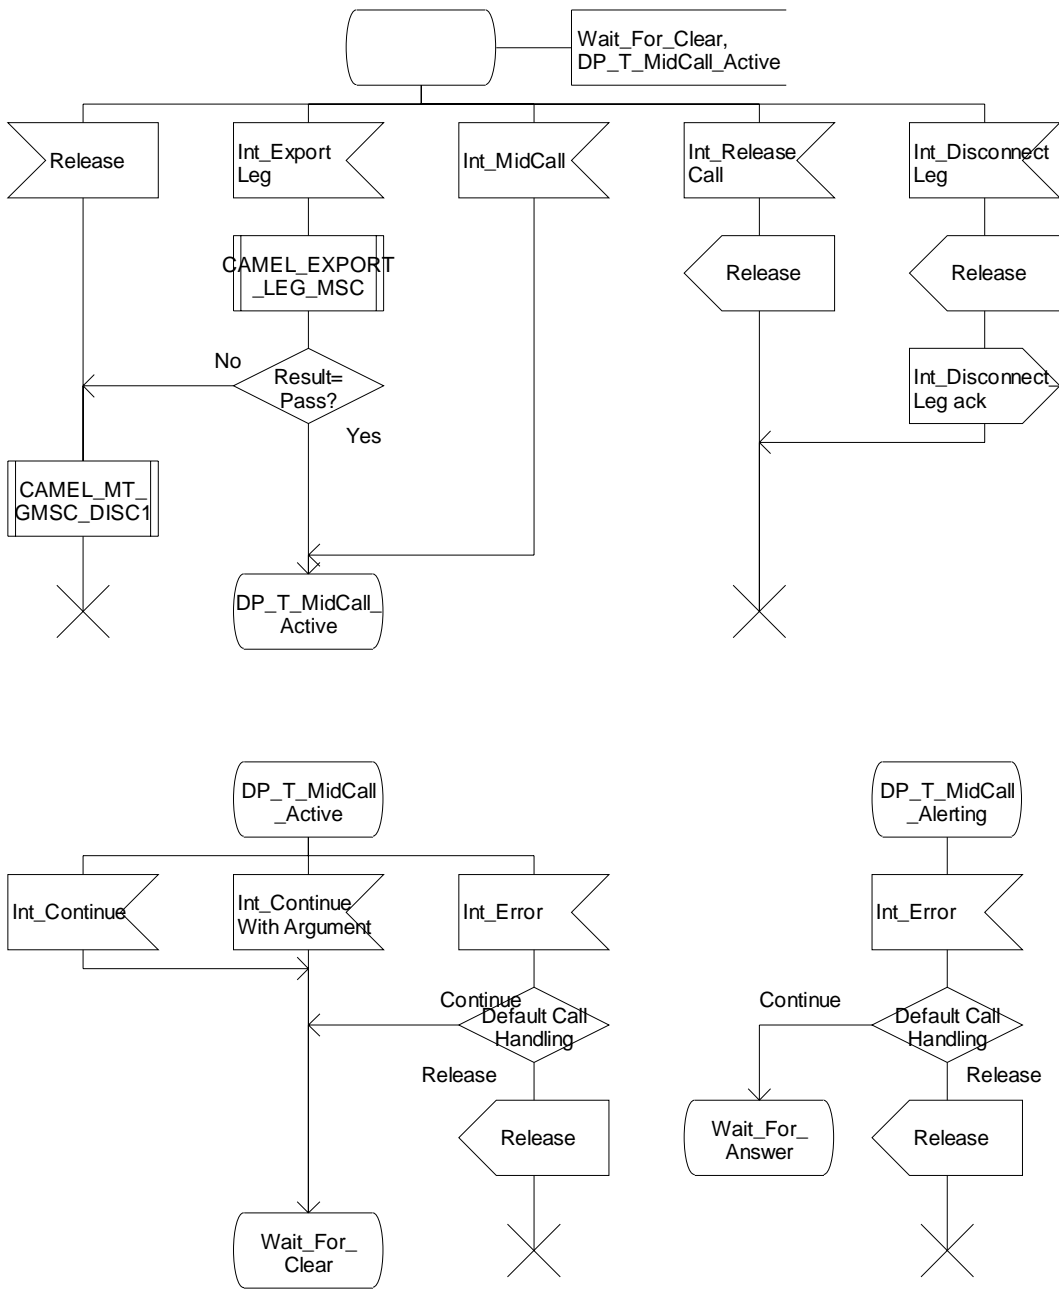 Wait_For_Clear,
DP_T_MidCall_Active
Release
Int_Export
Leg
Int_MidCall
Int_Release
Call
Int_Disconnect
Leg
CAMEL_EXPORT
_LEG_MSC
Release
Release
No
Result=
Pass?
Yes
Int_Disconnect_
Leg ack
CAMEL_MT_
GMSC_DISC1
DP_T_MidCall_
Active
DP_T_MidCall
_Active
DP_T_MidCall
_Alerting
Int_Continue
Int_Continue
With Argument
Int_Error
Int_Error
Continue
Default Call
Handling
Release
Continue
Default Call
Handling
Release
Release
Wait_For_
Answer
Release
Wait_For_
Clear